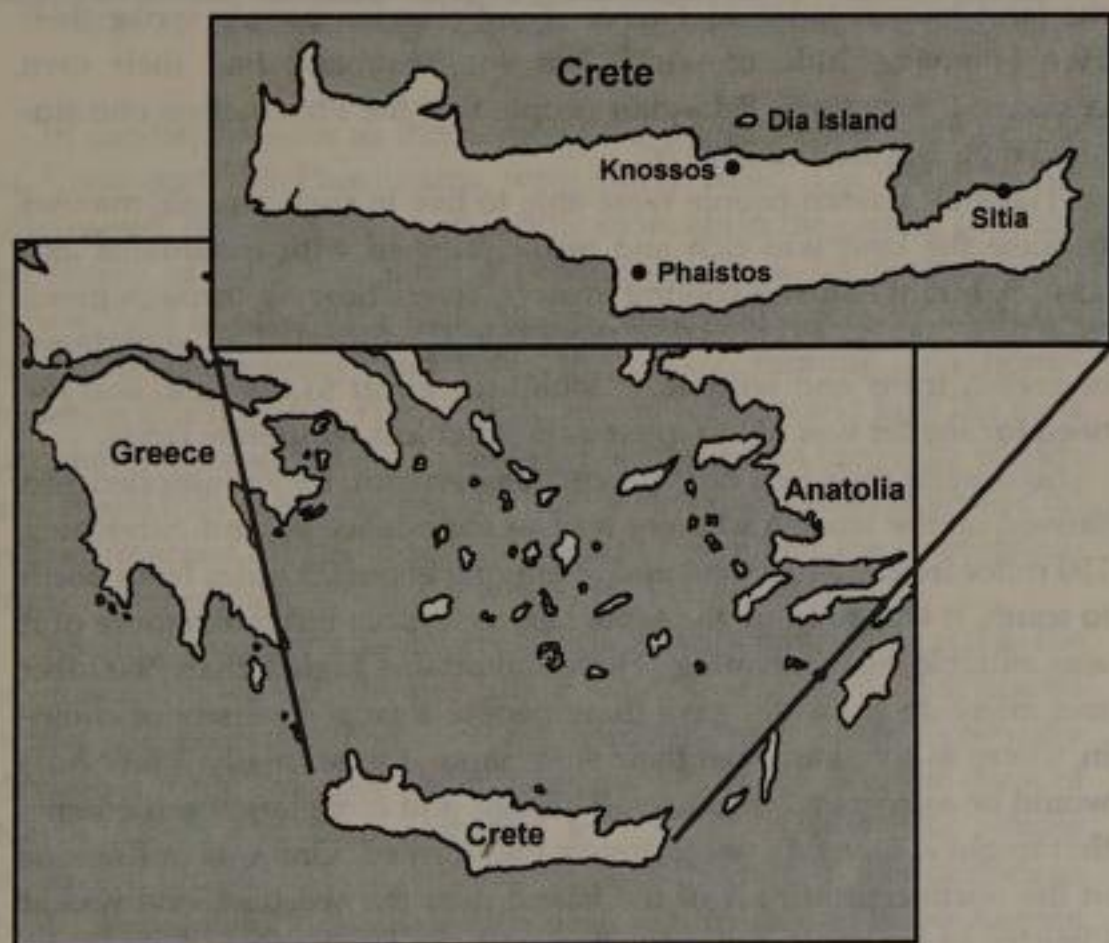 Crete
Dia Island
Knossos
Sitia
Phaistos
Greece
Anatolia
Crete